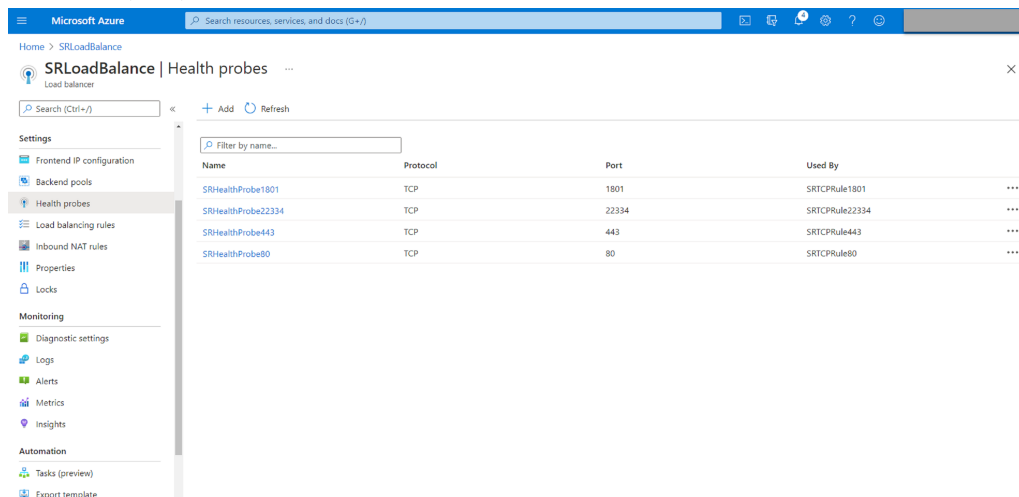 Microsoft Azure
Search resources, services, and docs (G+/)
4
Home > SRLoadBalance
SRLoadBalance | Health probes ...
Load balancer
Search (Ctrl+/)
«
+ Add Refresh
Settings
Frontend IP configuration
Backend pools
Health probes
Load balancing rules
Inbound NAT rules
Properties
Locks
Monitoring
Diagnostic settings
Logs
Alerts
Metrics
Insights
Automation
Tasks (preview)
Export template
Filter by name...
Name Protocol Port Used By
SRHealthProbe1801 TCP 1801 SRTCPRule1801 ...
SRHealthProbe22334 TCP 22334 SRTCPRule22334 ...
SRHealthProbe443 TCP 443 SRTCPRule443 ...
SRHealthProbe80 TCP 80 SRTCPRule80 ...